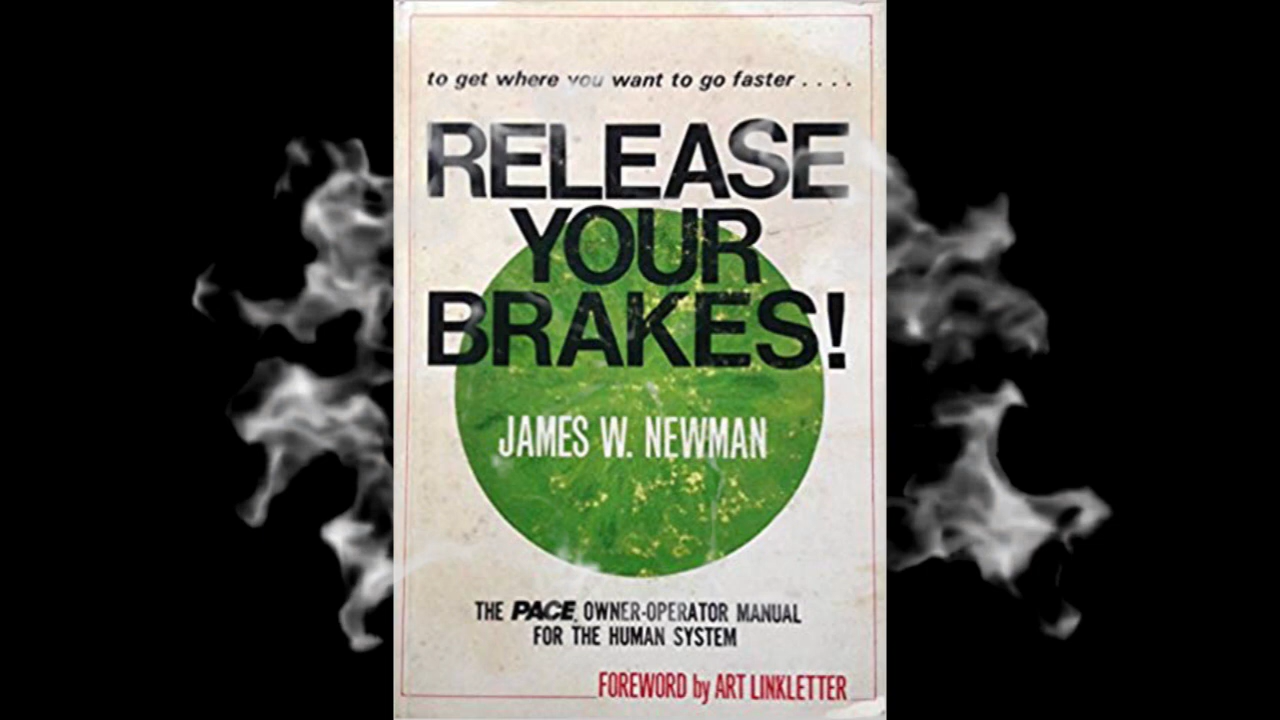 to get where you want to go faster . . . .
RELEASE
YOUR
BRAKES!
JAMES W. NEWMAN
THE PACE OWNER-OPERATOR MANUAL
FOR THE HUMAN SYSTEM
FOREWORD by ART LINKLETTER